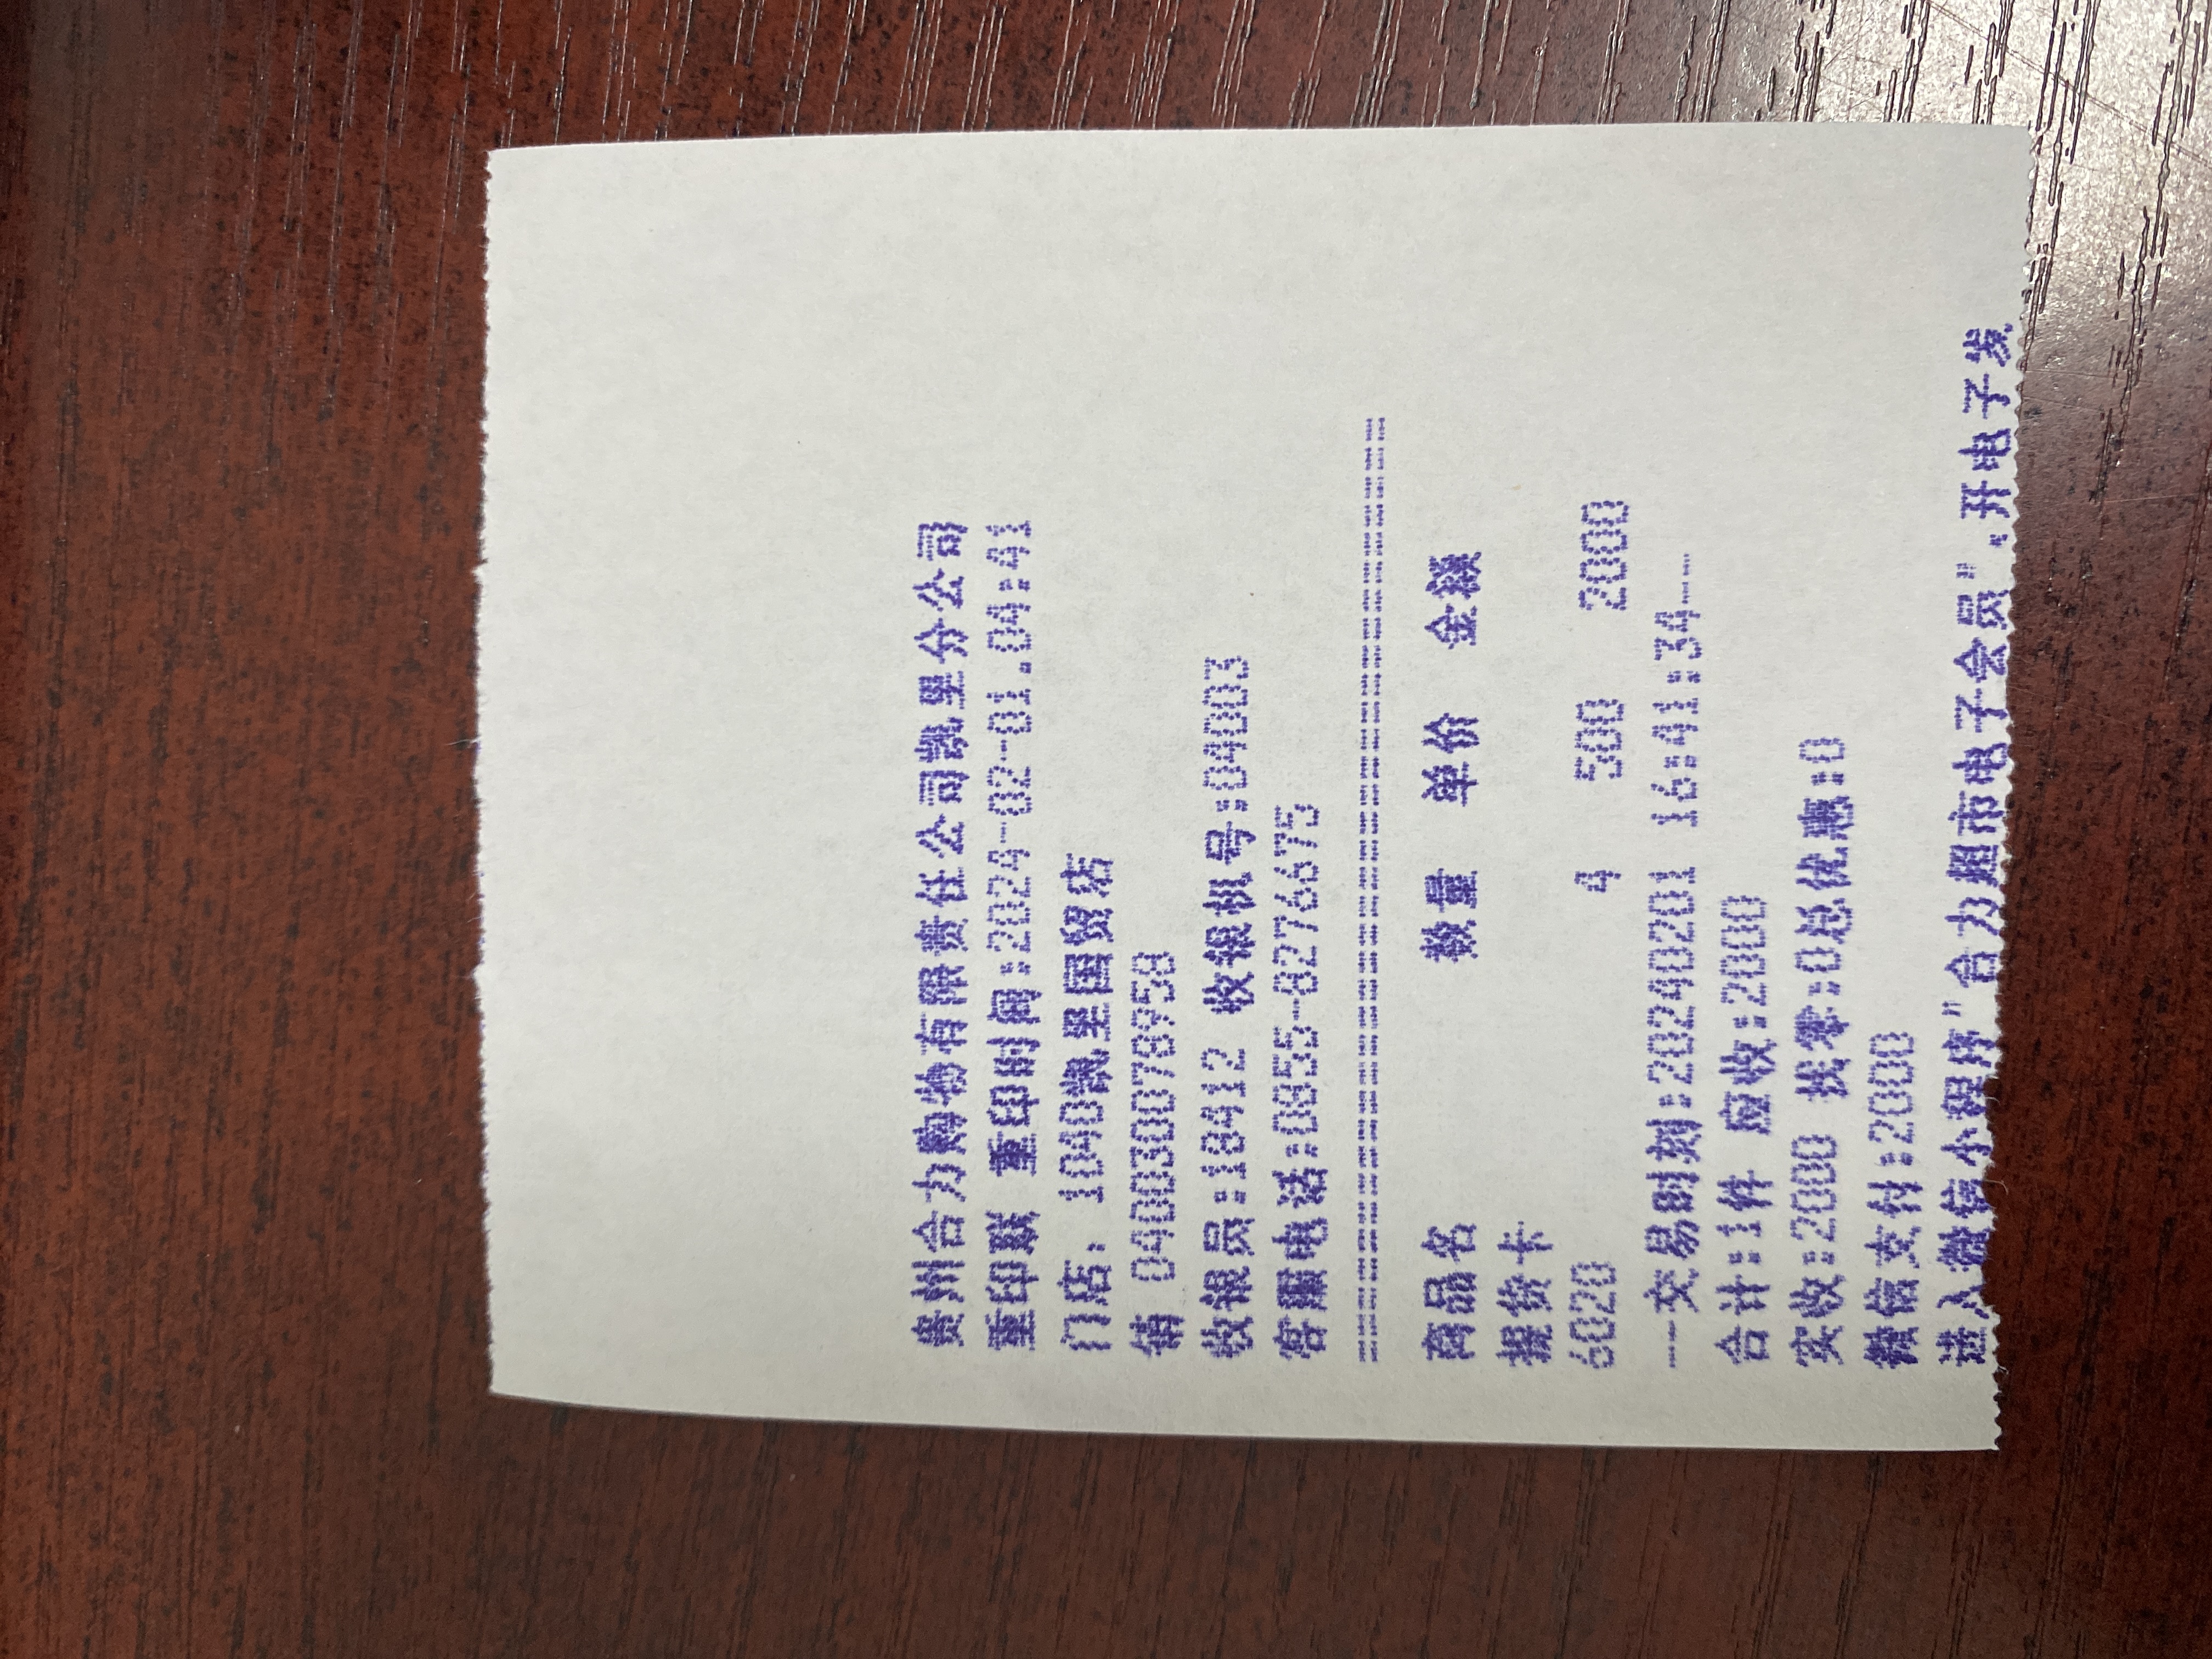 贵州合力购物有限责任公司凯里分公司
重印联 重印时间:2024-02-01.04:41
门店: 1040凯里国贸店
销 0400300789958
收银员:18412 收银机号:04003
客服电话:0855-8276675
========================================
商品名 数量 单价 金额
提货卡
6020 4 500 2000
--交易时刻:20240201 16:41:34--
合计:1件 应收:2000
实收:2000 找零:0总优惠:0
微信支付:2000
进入微信小程序"合力超市电子会员".开电子发